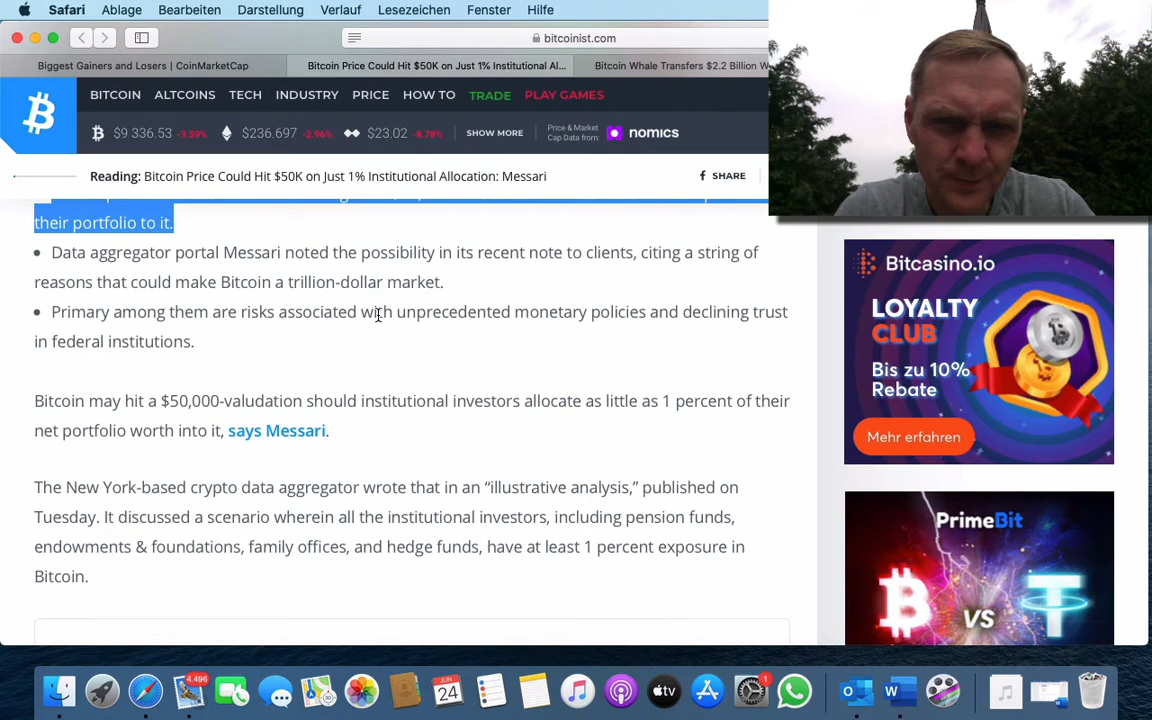 Safari Ablage Bearbeiten Darstellung Verlauf Lesezeichen Fenster Hilfe
bitcoinist.com
Biggest Gainers and Losers | CoinMarketCap
Bitcoin Price Could Hit $50K on Just 1% Institutional Al...
Bitcoin Whale Transfers $2.2 Billion W
BITCOIN ALTCOINS TECH INDUSTRY PRICE HOW TO TRADE PLAY GAMES
$9 336.53 -3.59% $236.697 -2.96% $23.02 -8.78% SHOW MORE
Price & Market
Cap Data from:
nomics
Reading: Bitcoin Price Could Hit $50K on Just 1% Institutional Allocation: Messari
SHARE
their portfolio to it.
Data aggregator portal Messari noted the possibility in its recent note to clients, citing a string of
reasons that could make Bitcoin a trillion-dollar market.
Primary among them are risks associated with unprecedented monetary policies and declining trust
in federal institutions.
Bitcoin may hit a $50,000-valudation should institutional investors allocate as little as 1 percent of their
net portfolio worth into it, says Messari.
The New York-based crypto data aggregator wrote that in an “illustrative analysis,” published on
Tuesday. It discussed a scenario wherein all the institutional investors, including pension funds,
endowments & foundations, family offices, and hedge funds, have at least 1 percent exposure in
Bitcoin.
Bitcasino.io
LOYALTY
CLUB
Bis zu 10%
Rebate
Mehr erfahren
PrimeBit
VS
4.496
JUN
24
tv
1